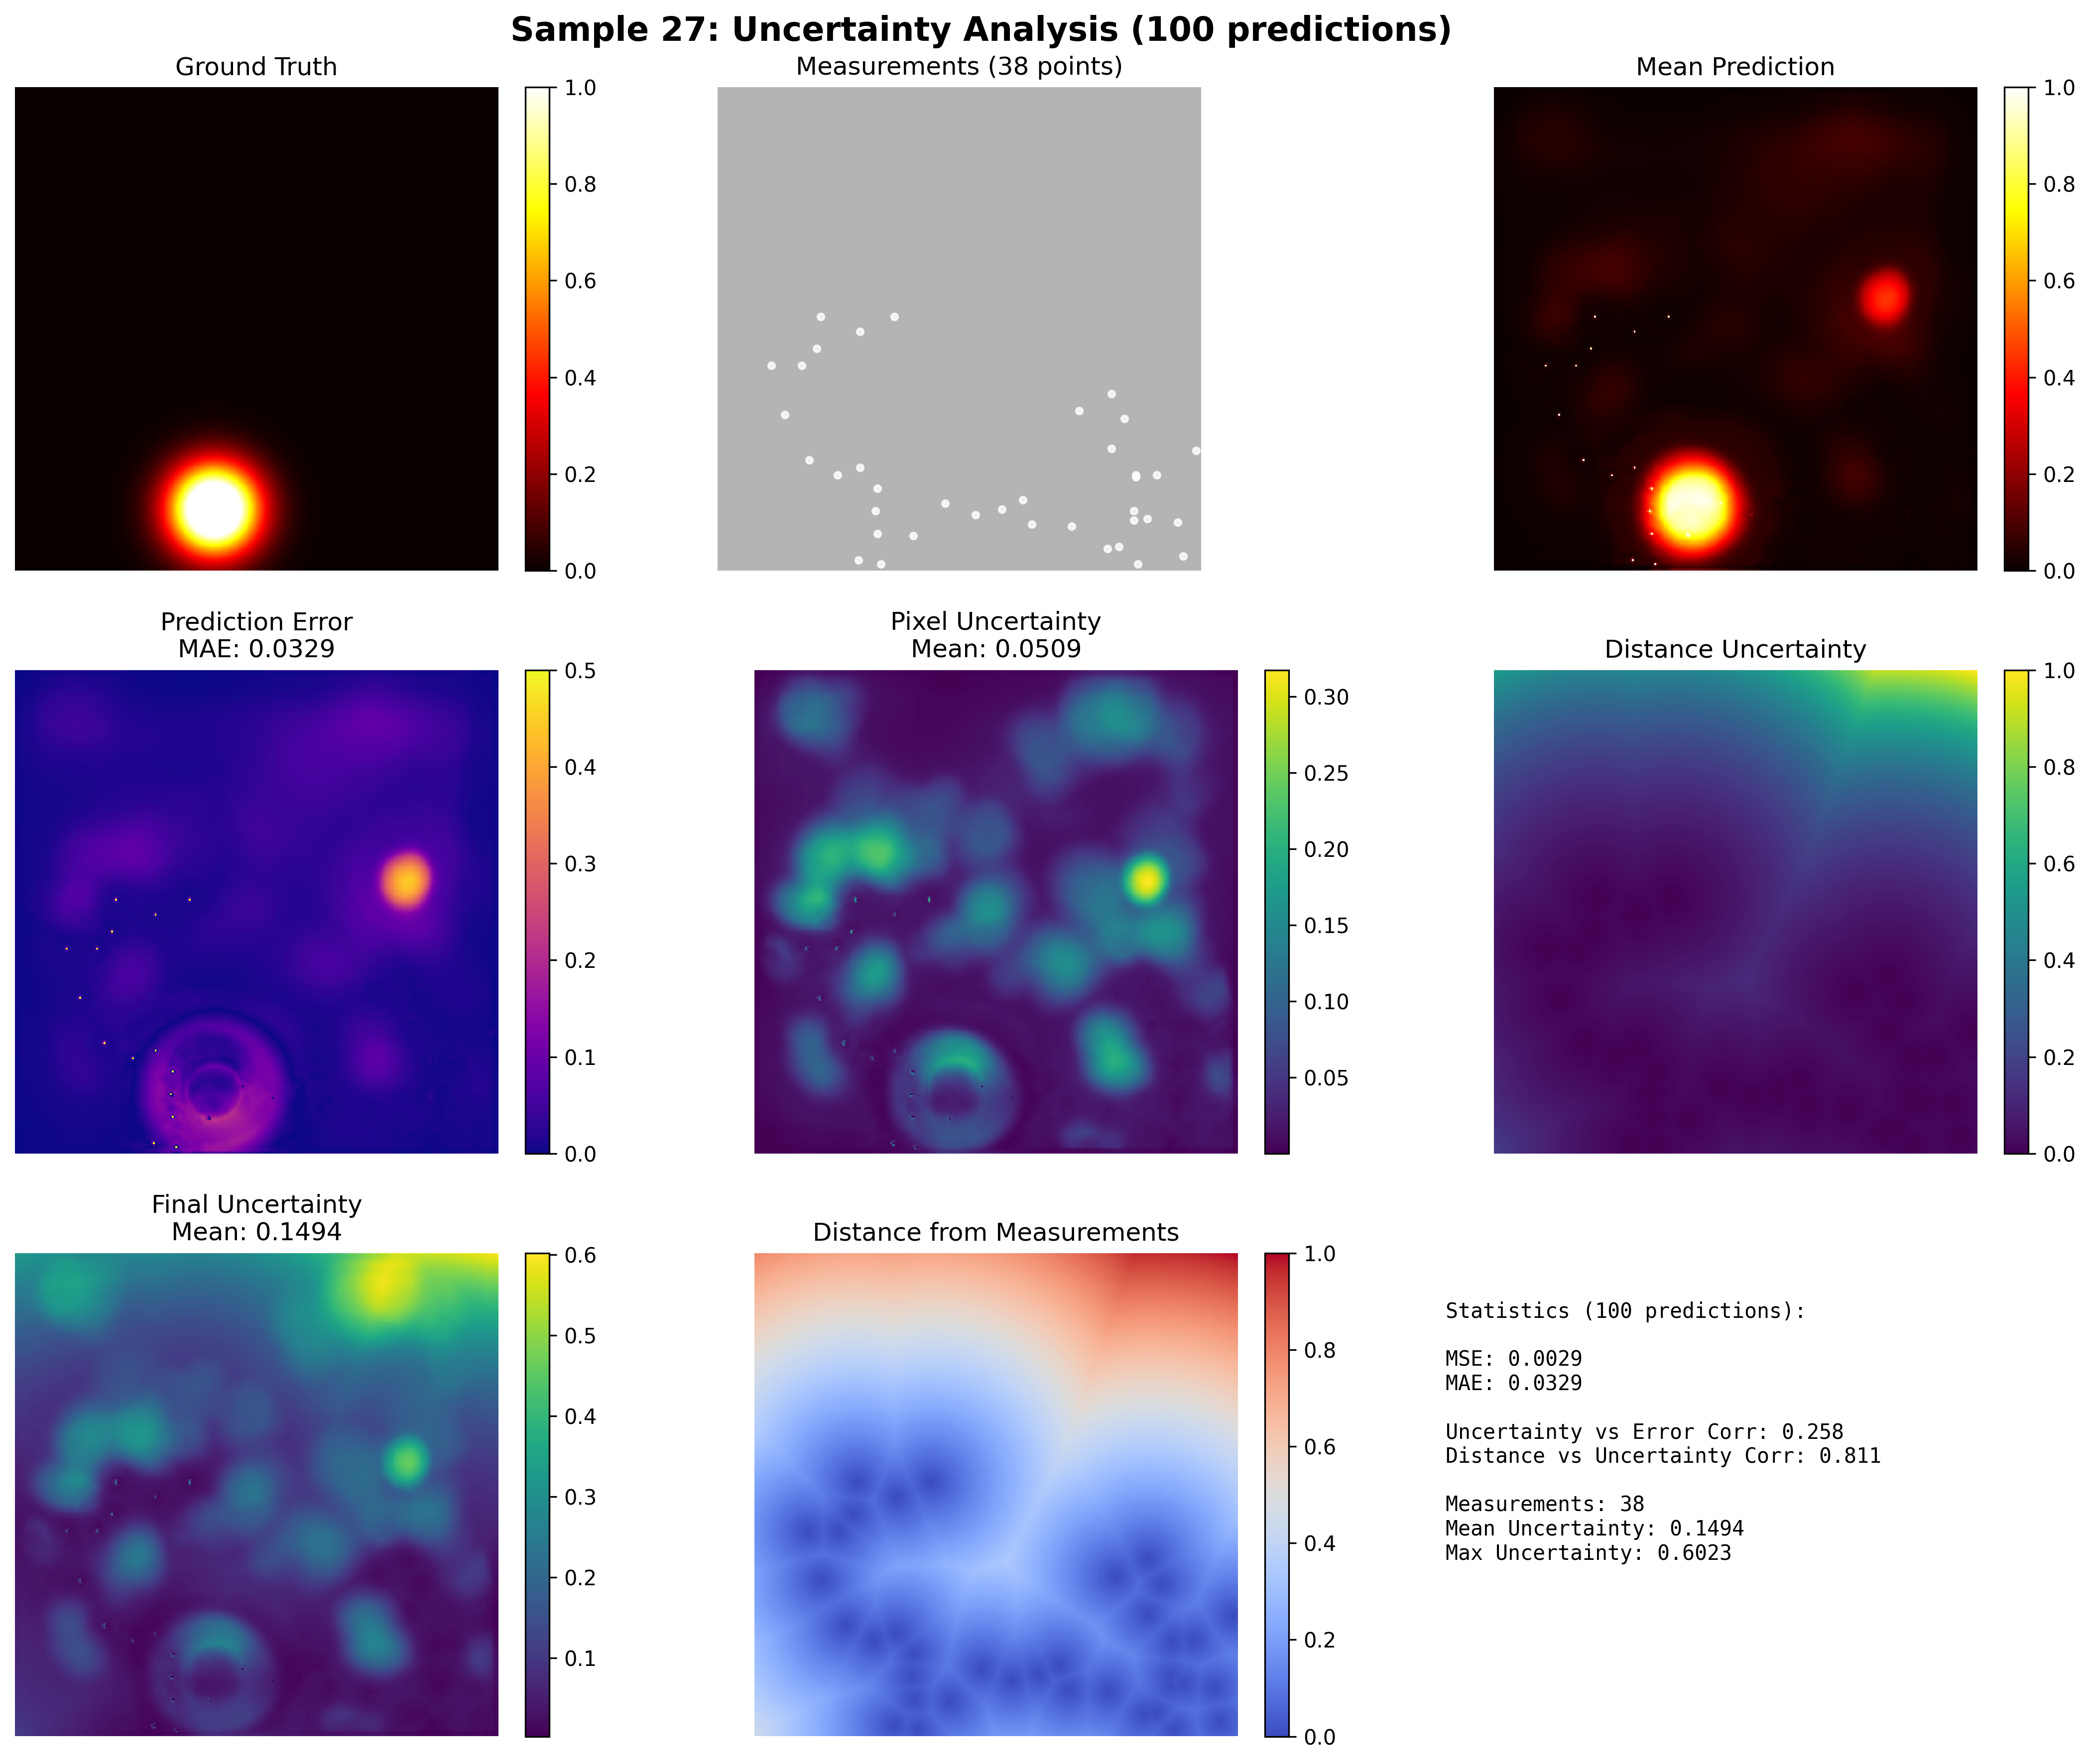 Sample 27: Uncertainty Analysis (100 predictions)
Ground Truth
1.0
0.8
0.6
0.4
0.2
0.0
Measurements (38 points)
Mean Prediction
1.0
0.8
0.6
0.4
0.2
0.0
Prediction Error
MAE: 0.0329
0.5
0.4
0.3
0.2
0.1
0.0
Pixel Uncertainty
Mean: 0.0509
0.30
0.25
0.20
0.15
0.10
0.05
Distance Uncertainty
1.0
0.8
0.6
0.4
0.2
0.0
Final Uncertainty
Mean: 0.1494
0.6
0.5
0.4
0.3
0.2
0.1
Distance from Measurements
1.0
0.8
0.6
0.4
0.2
0.0
Statistics (100 predictions):
MSE: 0.0029
MAE: 0.0329
Uncertainty vs Error Corr: 0.258
Distance vs Uncertainty Corr: 0.811
Measurements: 38
Mean Uncertainty: 0.1494
Max Uncertainty: 0.6023